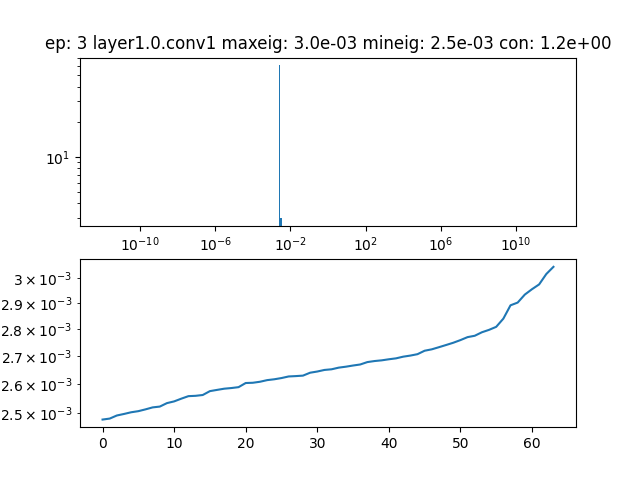 ep: 3 layer1.0.conv1 maxeig: 3.0e-03 mineig: 2.5e-03 con: 1.2e+00
10¹
10⁻¹⁰ 10⁻⁶ 10⁻² 10² 10⁶ 10¹⁰
3 × 10⁻³
2.9 × 10⁻³
2.8 × 10⁻³
2.7 × 10⁻³
2.6 × 10⁻³
2.5 × 10⁻³
0 10 20 30 40 50 60